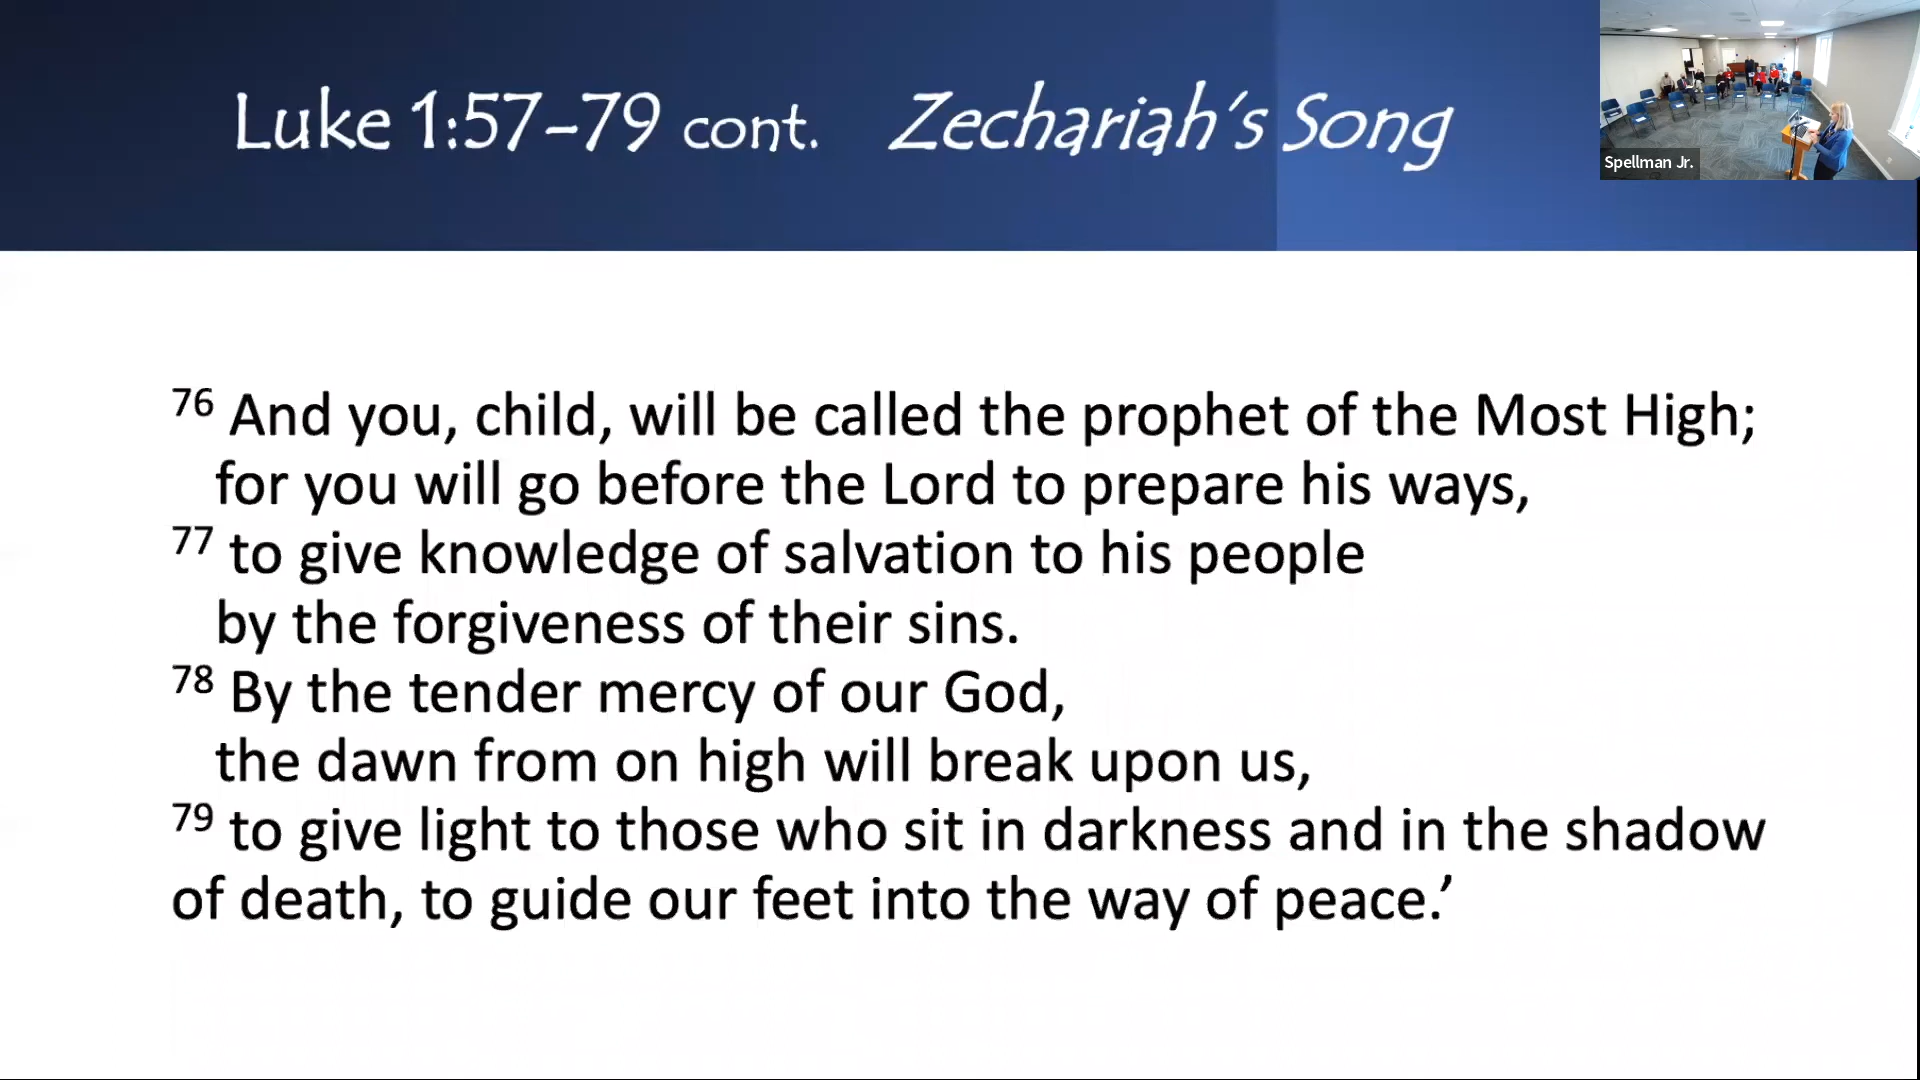 Luke 1:57–79 cont. Zechariah's Song
Spellman Jr.
76 And you, child, will be called the prophet of the Most High;
for you will go before the Lord to prepare his ways,
77 to give knowledge of salvation to his people
by the forgiveness of their sins.
78 By the tender mercy of our God,
the dawn from on high will break upon us,
79 to give light to those who sit in darkness and in the shadow
of death, to guide our feet into the way of peace.’